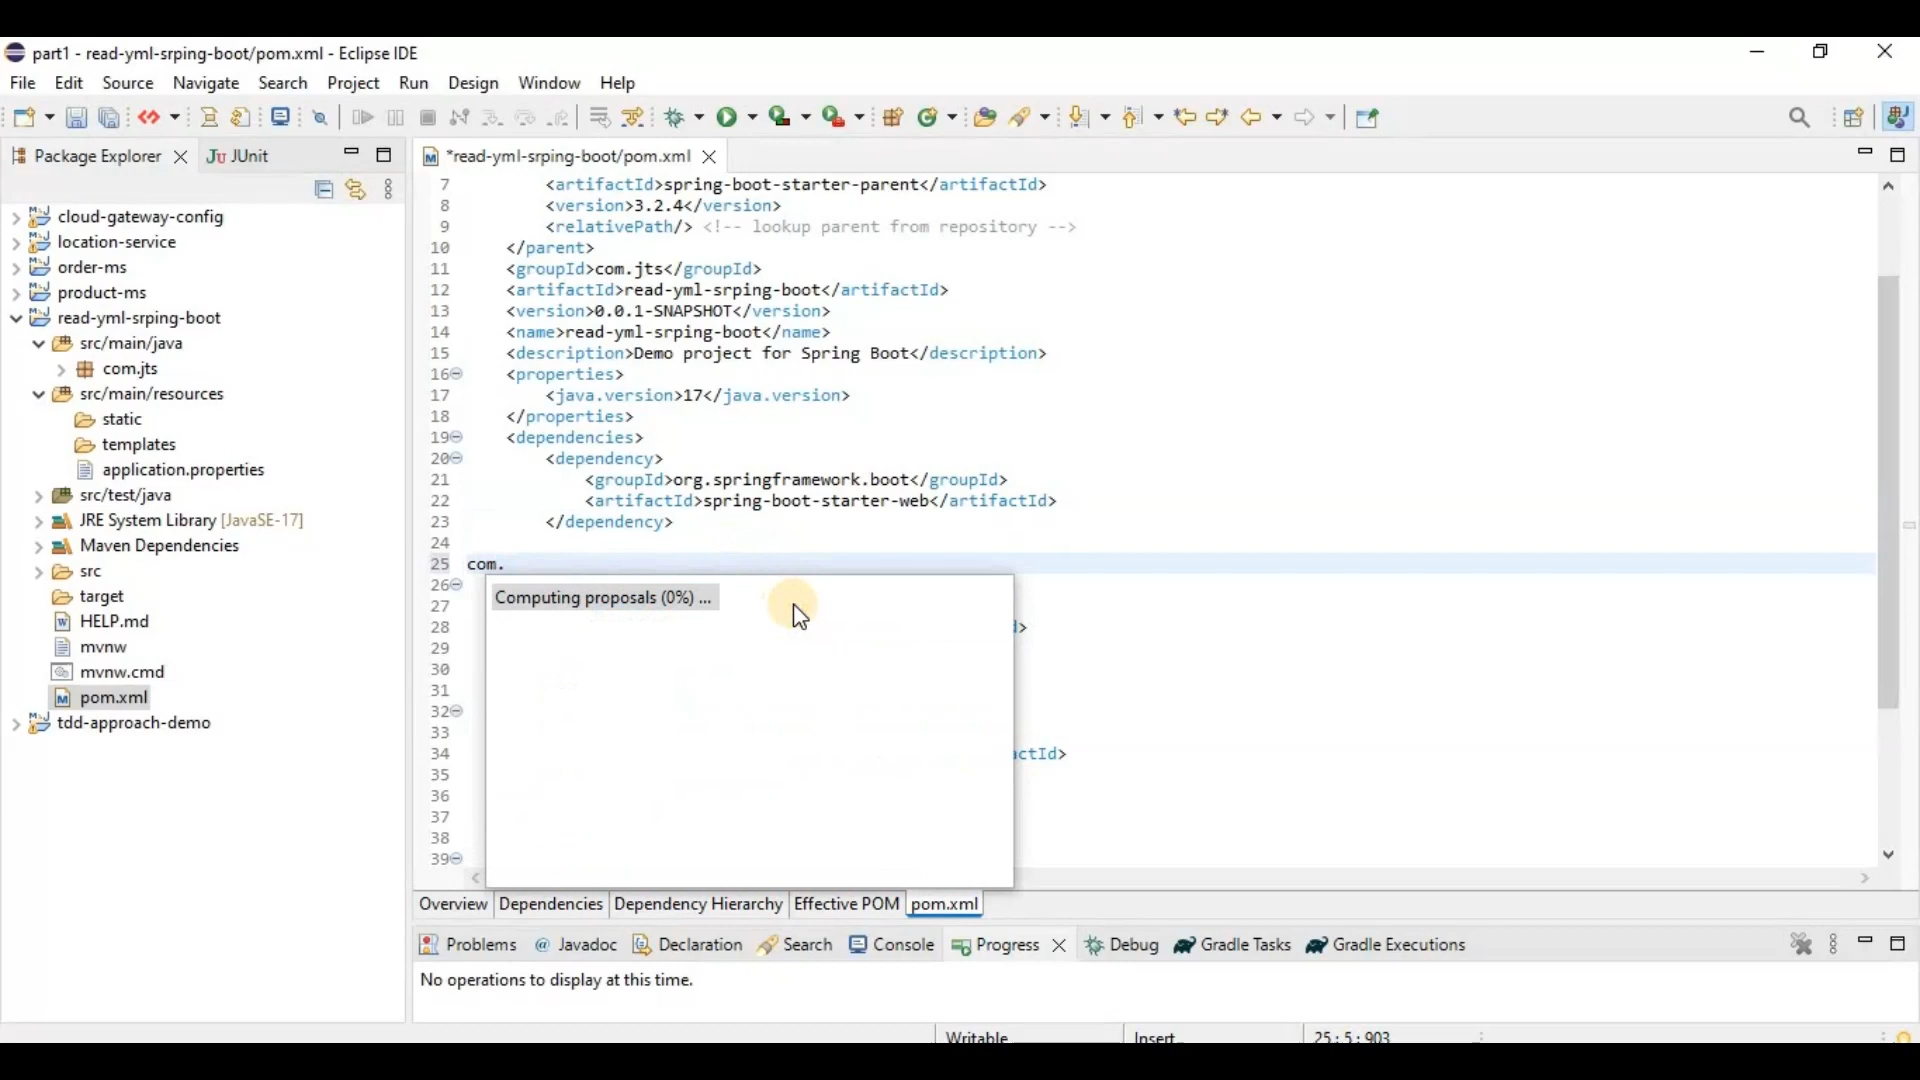 part1 - read-yml-srping-boot/pom.xml - Eclipse IDE
File Edit Source Navigate Search Project Run Design Window Help
Package Explorer JUnit
*read-yml-srping-boot/pom.xml
cloud-gateway-config
location-service
order-ms
product-ms
read-yml-srping-boot
src/main/java
com.jts
src/main/resources
static
templates
application.properties
src/test/java
JRE System Library [JavaSE-17]
Maven Dependencies
src
target
HELP.md
mvnw
mvnw.cmd
pom.xml
tdd-approach-demo
7 <artifactId>spring-boot-starter-parent</artifactId>
8 <version>3.2.4</version>
9 <relativePath/> <!-- lookup parent from repository -->
10 </parent>
11 <groupId>com.jts</groupId>
12 <artifactId>read-yml-srping-boot</artifactId>
13 <version>0.0.1-SNAPSHOT</version>
14 <name>read-yml-srping-boot</name>
15 <description>Demo project for Spring Boot</description>
16 <properties>
17 <java.version>17</java.version>
18 </properties>
19 <dependencies>
20 <dependency>
21 <groupId>org.springframework.boot</groupId>
22 <artifactId>spring-boot-starter-web</artifactId>
23 </dependency>
24
25 com.
26 Computing proposals (0%) ...
27
28 d>
29
30
31
32
33
34 actId>
35
36
37
38
39
Overview Dependencies Dependency Hierarchy Effective POM pom.xml
Problems Javadoc Declaration Search Console Progress Debug Gradle Tasks Gradle Executions
No operations to display at this time.
Writable Insert 25:5:903